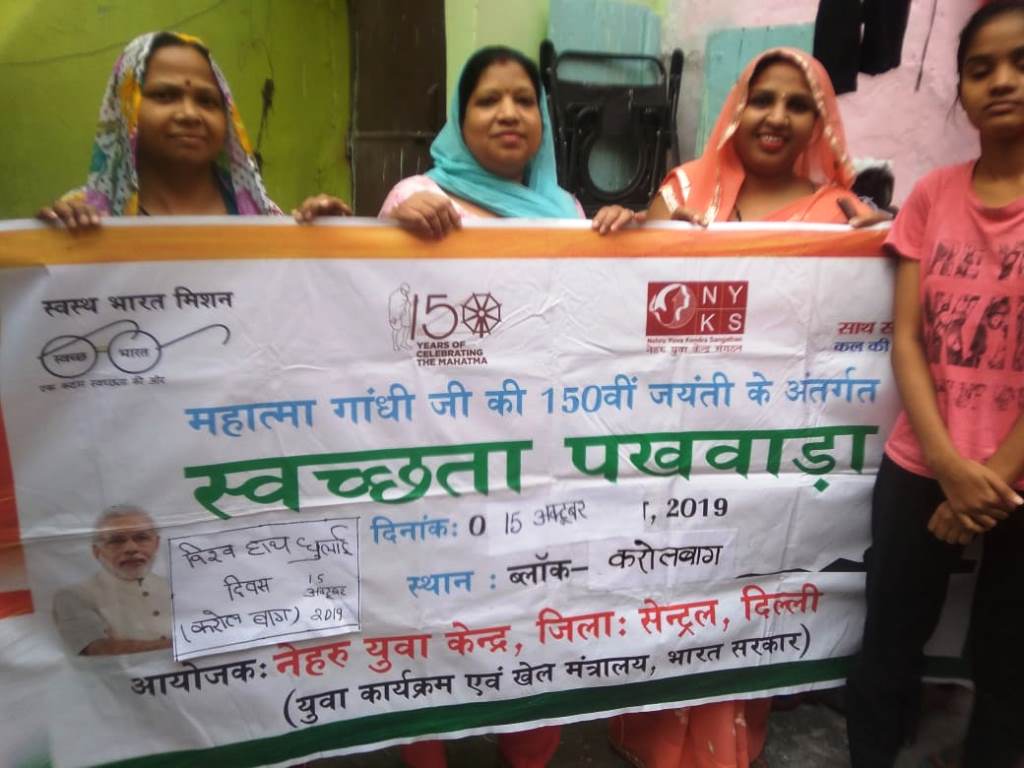 स्वस्थ भारत मिशन
स्वच्छ भारत
एक कदम स्वच्छता की ओर
150
YEARS OF
CELEBRATING
THE MAHATMA
NYKS
Nehru Yuva Kendra Sangathan
नेहरू युवा केन्द्र संगठन
साथ
कल की
महात्मा गांधी जी की 150वीं जयंती के अंतर्गत
स्वच्छता पखवाड़ा
दिनांक: 0 15 अक्टूबर , 2019
स्थान : ब्लॉक- करोलबाग
विश्व हाथ धुलाई
दिवस 15 अक्टूबर
(करोल बाग) 2019
आयोजक: नेहरु युवा केन्द्र, जिला: सेन्ट्रल, दिल्ली
(युवा कार्यक्रम एवं खेल मंत्रालय, भारत सरकार)